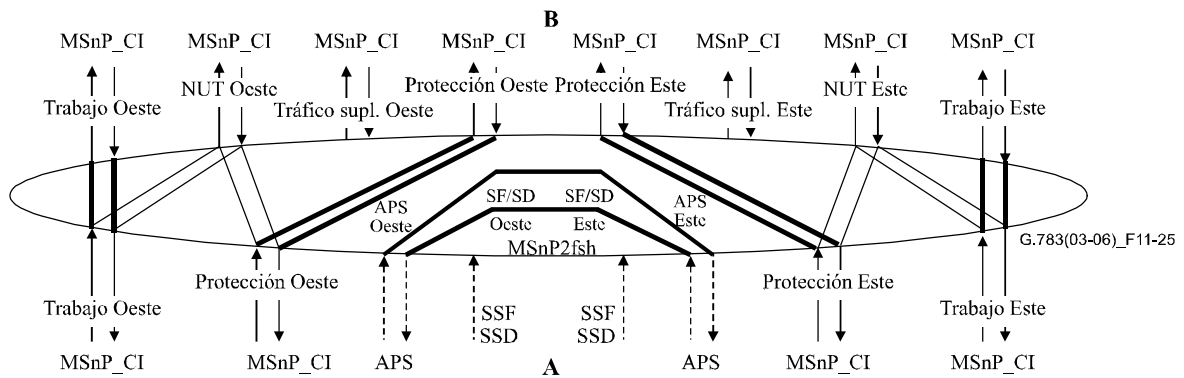 B
MSnP_CI MSnP_CI MSnP_CI MSnP_CI MSnP_CI MSnP_CI MSnP_CI MSnP_CI
NUT Oeste Protección Oeste Protección Este NUT Este
Trabajo Oeste Tráfico supl. Oeste Tráfico supl. Este Trabajo Este
SF/SD SF/SD
APS Oeste Este APS
Oeste Este
MSnP2fsh
G.783(03-06)_F11-25
Protección Oeste Protección Este
Trabajo Oeste Trabajo Este
SSF SSF
SSD SSD
MSnP_CI MSnP_CI APS APS MSnP_CI MSnP_CI
A